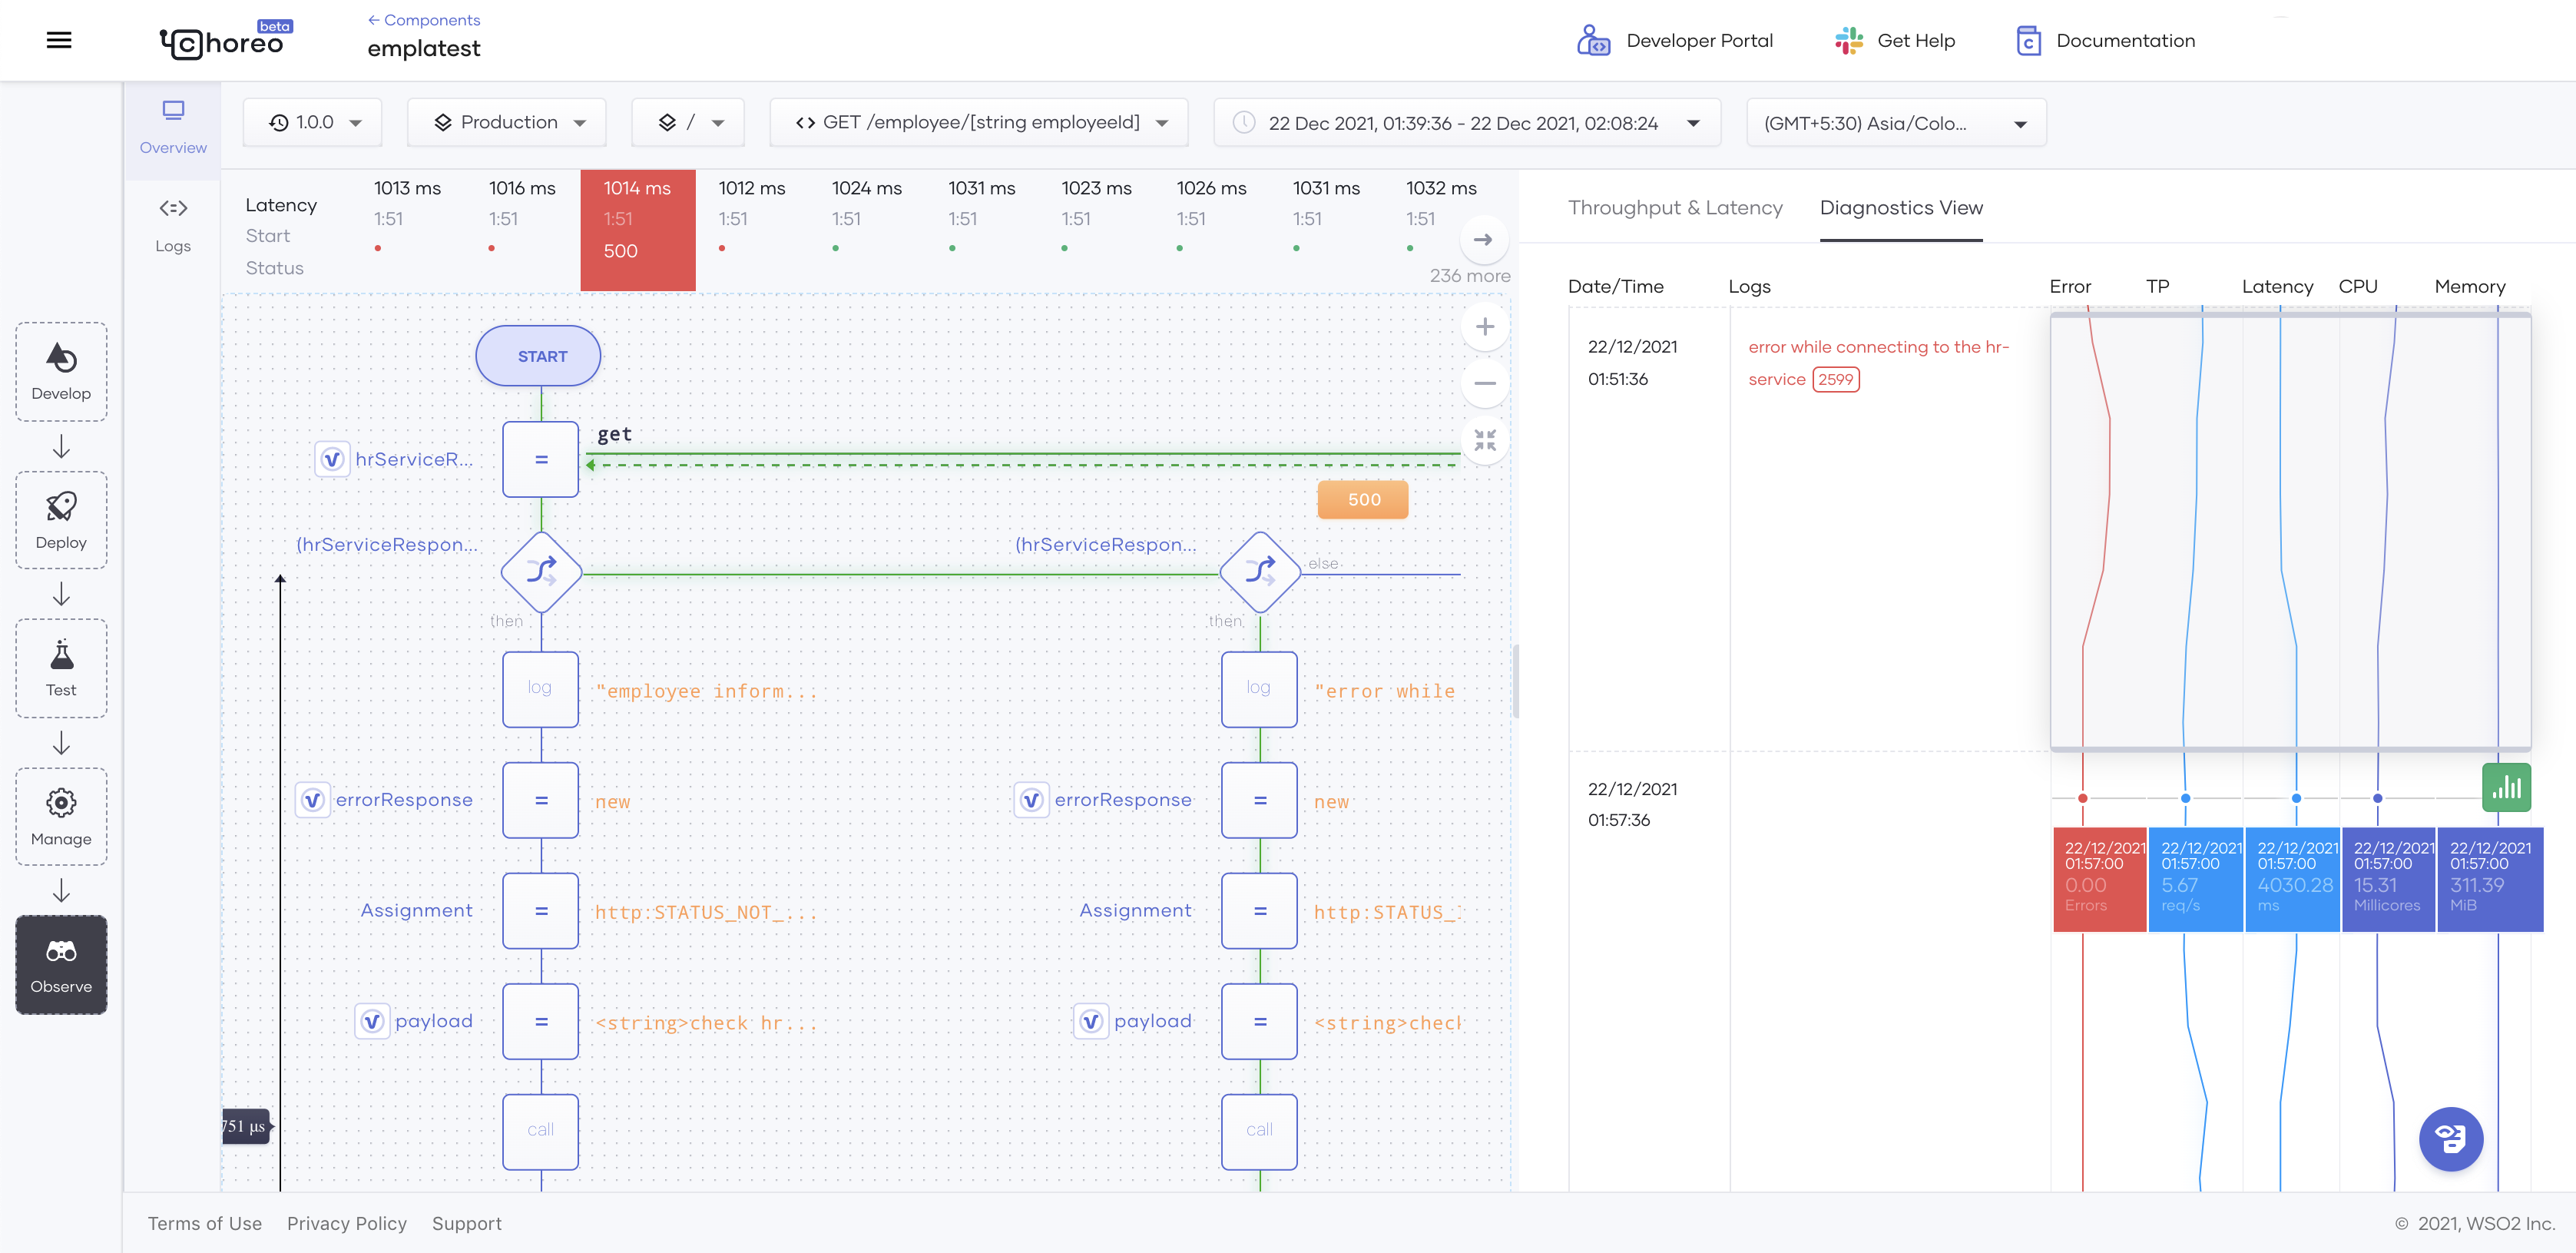 Choreo beta
← Components
emplatest
Developer Portal
Get Help
Documentation
Overview
Logs
1.0.0
Production
/
GET /employee/[string employeeId]
22 Dec 2021, 01:39:36 - 22 Dec 2021, 02:08:24
(GMT+5:30) Asia/Colo...
Develop
Deploy
Test
Manage
Observe
Latency
Start
Status
1013 ms 1016 ms 1014 ms 1012 ms 1024 ms 1031 ms 1023 ms 1026 ms 1031 ms 1032 ms
1:51 1:51 1:51 1:51 1:51 1:51 1:51 1:51 1:51 1:51
500
236 more
START
get
hrServiceR...
=
500
(hrServiceRespon...
(hrServiceRespon...
else
then
then
log
"employee inform...
log
"error while
errorResponse
=
new
errorResponse
=
new
Assignment
=
http:STATUS_NOT_...
Assignment
=
http:STATUS_
payload
=
<string>check hr...
payload
=
<string>check
751 µs
call
call
Throughput & Latency
Diagnostics View
Date/Time Logs Error TP Latency CPU Memory
22/12/2021
01:51:36
error while connecting to the hr-
service 2599
22/12/2021
01:57:36
22/12/2021
01:57:00
0.00
Errors
22/12/2021
01:57:00
5.67
req/s
22/12/2021
01:57:00
4030.28
ms
22/12/2021
01:57:00
15.31
Millicores
22/12/2021
01:57:00
311.39
MiB
Terms of Use
Privacy Policy
Support
© 2021, WSO2 Inc.